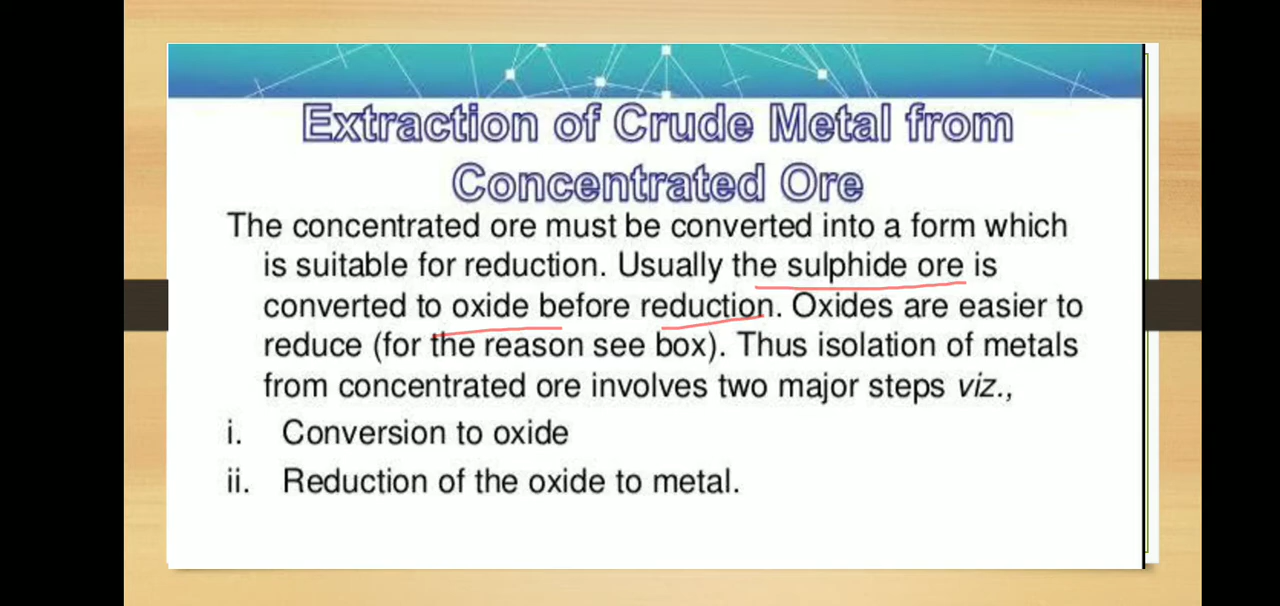 Extraction of Crude Metal from
Concentrated Ore
The concentrated ore must be converted into a form which
is suitable for reduction. Usually the sulphide ore is
converted to oxide before reduction. Oxides are easier to
reduce (for the reason see box). Thus isolation of metals
from concentrated ore involves two major steps viz.,
i. Conversion to oxide
ii. Reduction of the oxide to metal.